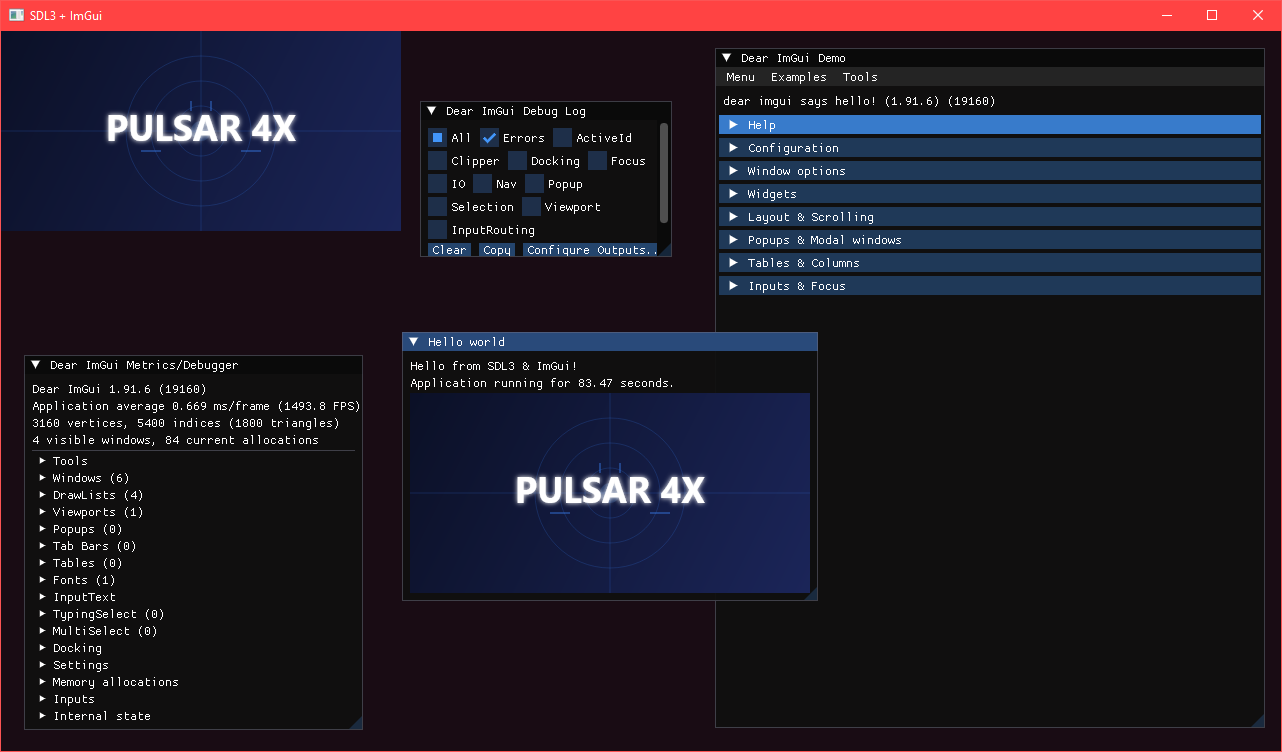 SDL3 + ImGui
PULSAR 4X
Dear ImGui Debug Log
All Errors ActiveId
Clipper Docking Focus
IO Nav Popup
Selection Viewport
InputRouting
Clear Copy Configure Outputs..
Dear ImGui Demo
Menu Examples Tools
dear imgui says hello! (1.91.6) (19160)
Help
Configuration
Window options
Widgets
Layout & Scrolling
Popups & Modal windows
Tables & Columns
Inputs & Focus
Dear ImGui Metrics/Debugger
Dear ImGui 1.91.6 (19160)
Application average 0.669 ms/frame (1493.8 FPS)
3160 vertices, 5400 indices (1800 triangles)
4 visible windows, 84 current allocations
Tools
Windows (6)
DrawLists (4)
Viewports (1)
Popups (0)
Tab Bars (0)
Tables (0)
Fonts (1)
InputText
TypingSelect (0)
MultiSelect (0)
Docking
Settings
Memory allocations
Inputs
Internal state
Hello world
Hello from SDL3 & ImGui!
Application running for 83.47 seconds.
PULSAR 4X